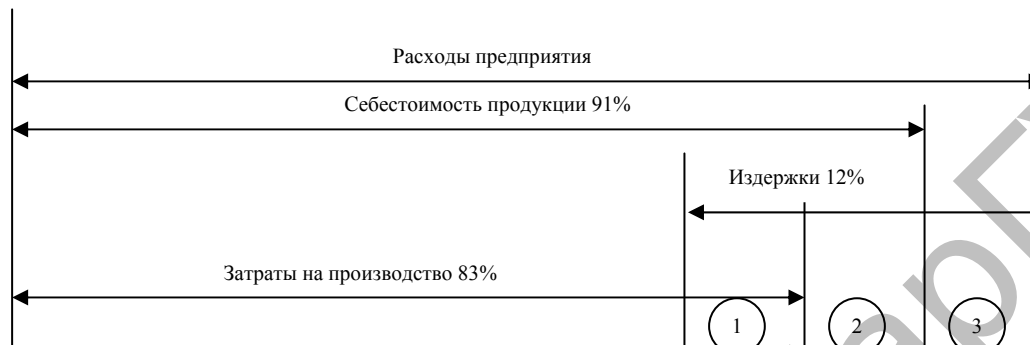 Расходы предприятия
Себестоимость продукции 91%
Издержки 12%
Затраты на производство 83%
1 2 3